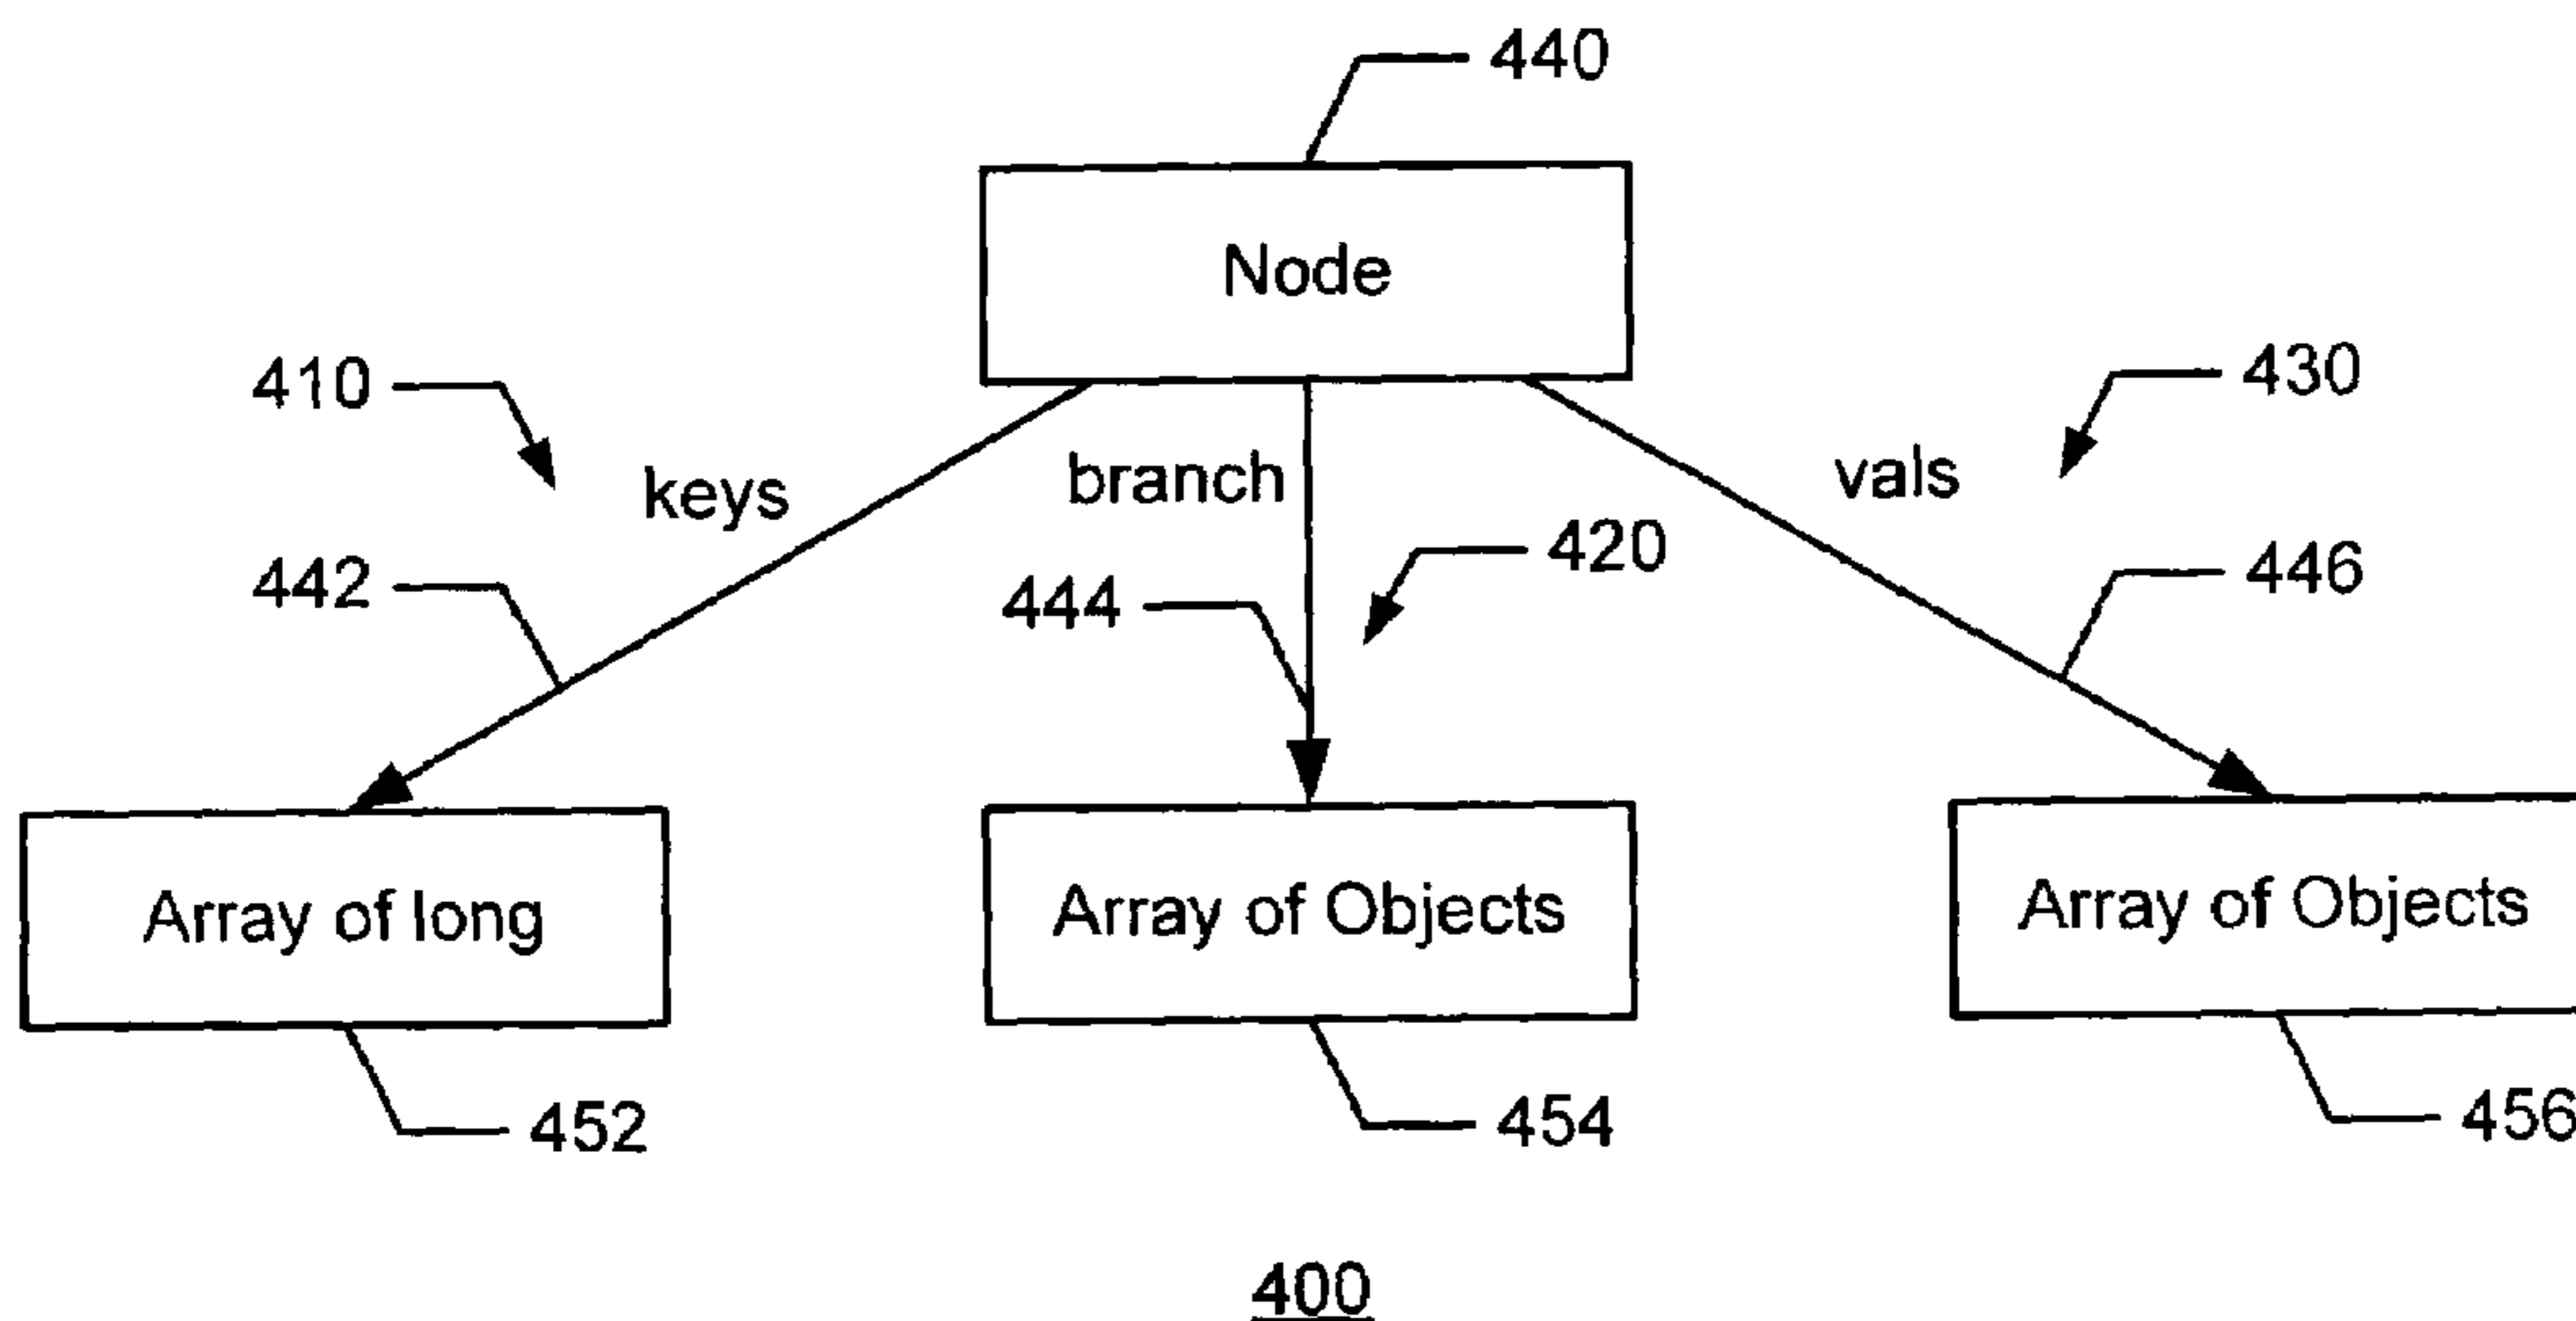 440
Node
410
430
keys
branch
vals
442
444
420
446
Array of long
Array of Objects
Array of Objects
452
454
456
400